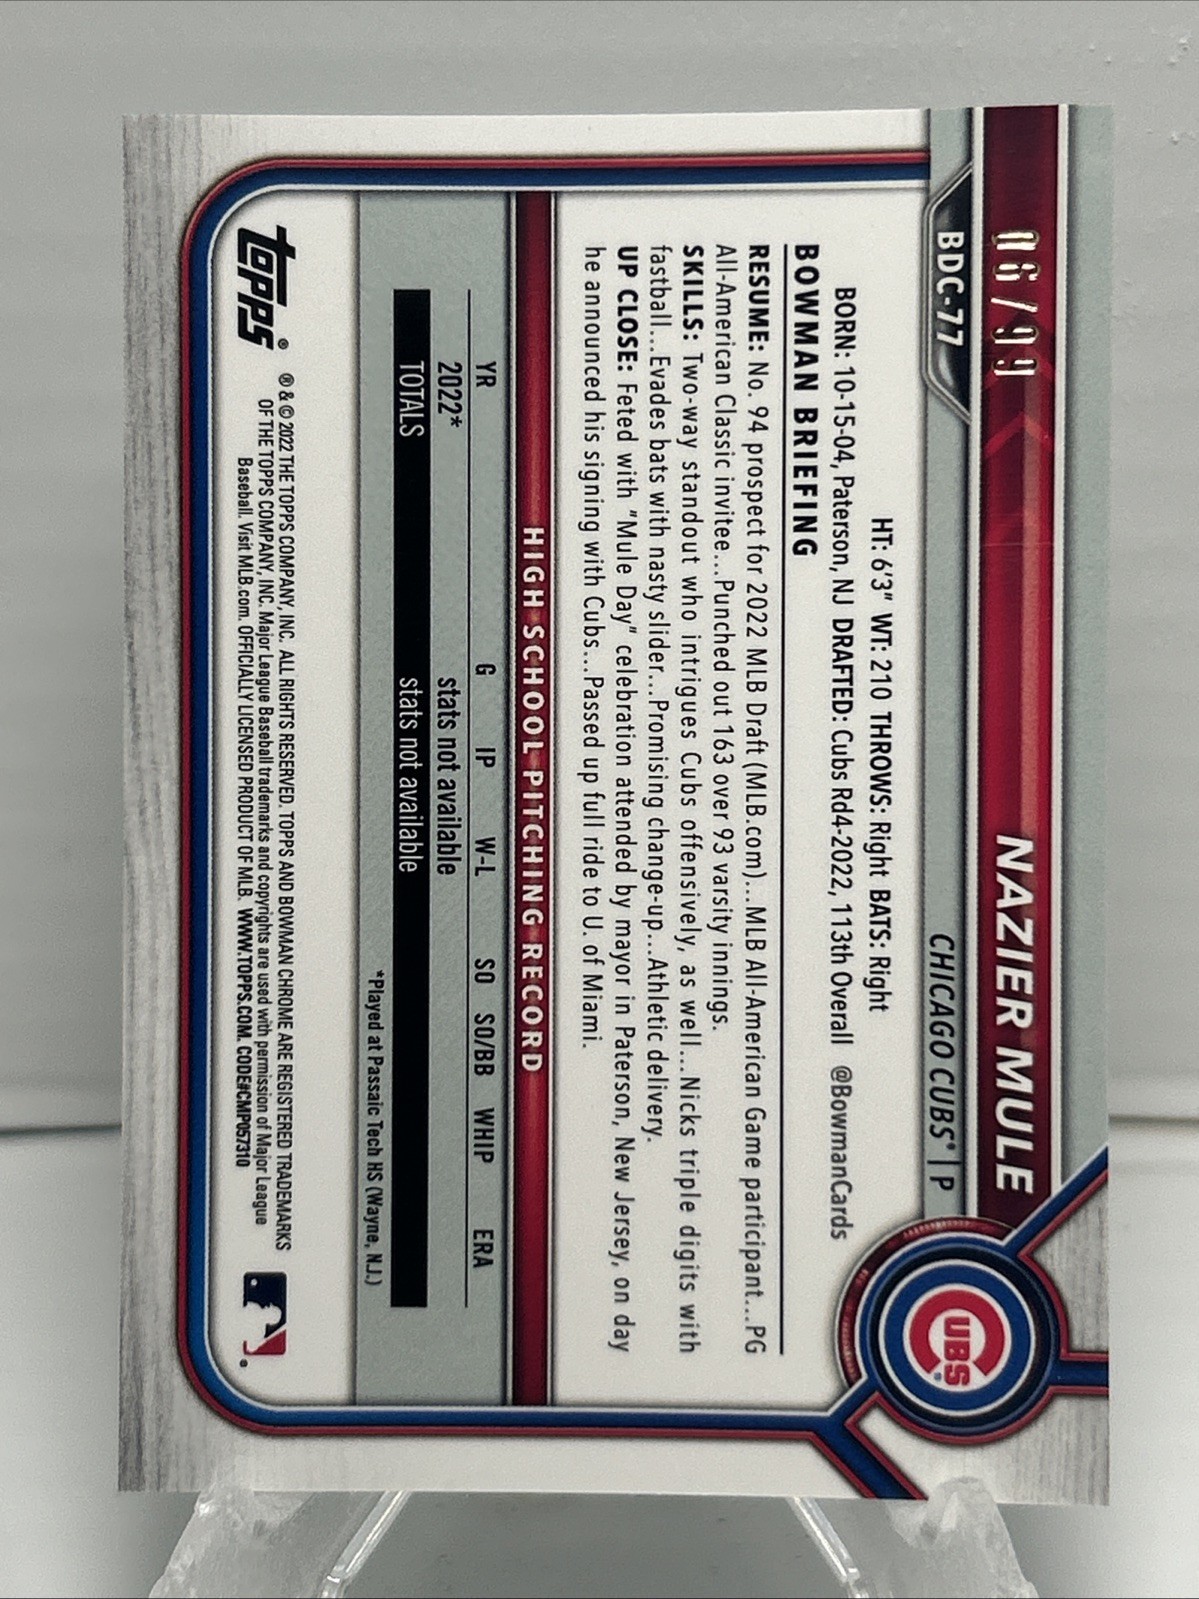 06/99
NAZIER MULE
BDC-77
CHICAGO CUBS® | P
CUBS®
HT: 6'3" WT: 210 THROWS: Right BATS: Right
BORN: 10-15-04, Paterson, NJ DRAFTED: Cubs Rd4-2022, 113th Overall @BowmanCards
BOWMAN BRIEFING
RESUME: No. 94 prospect for 2022 MLB Draft (MLB.com)...MLB All-American Game participant...PG
All-American Classic invitee...Punched out 163 over 93 varsity innings.
SKILLS: Two-way standout who intrigues Cubs offensively, as well...Nicks triple digits with
fastball...Evades bats with nasty slider...Promising change-up...Athletic delivery.
UP CLOSE: Feted with "Mule Day" celebration attended by mayor in Paterson, New Jersey, on day
he announced his signing with Cubs...Passed up full ride to U. of Miami.
HIGH SCHOOL PITCHING RECORD
YR G IP W-L SO SO/BB WHIP ERA
2022* stats not available
TOTALS stats not available
*Played at Passaic Tech HS (Wayne, N.J.)
topps®
® & © 2022 THE TOPPS COMPANY, INC. ALL RIGHTS RESERVED. TOPPS AND BOWMAN CHROME ARE REGISTERED TRADEMARKS
OF THE TOPPS COMPANY, INC. Major League Baseball trademarks and copyrights are used with permission of Major League
Baseball. Visit MLB.com. OFFICIALLY LICENSED PRODUCT OF MLB. WWW.TOPPS.COM. CODE#CMP057310